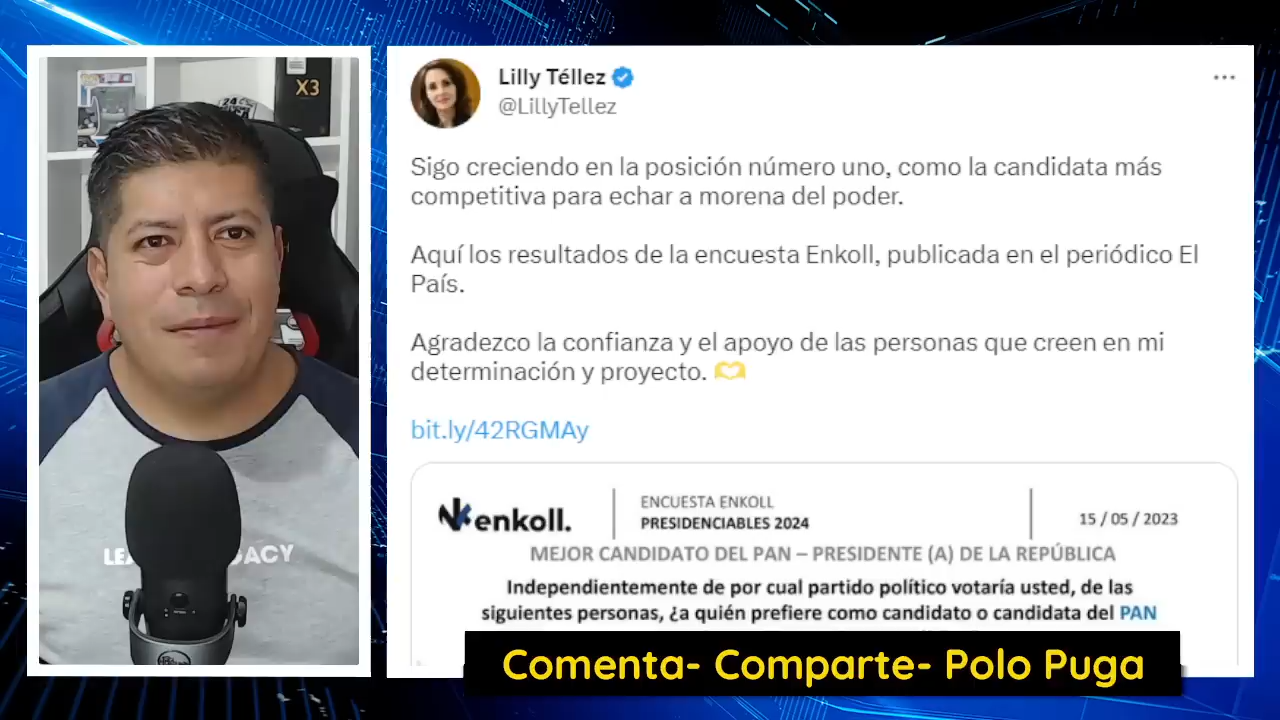 X3
Lilly Téllez
@LillyTellez
Sigo creciendo en la posición número uno, como la candidata más
competitiva para echar a morena del poder.
Aquí los resultados de la encuesta Enkoll, publicada en el periódico El
País.
Agradezco la confianza y el apoyo de las personas que creen en mi
determinación y proyecto. 🫶
bit.ly/42RGMAy
enkoll.
ENCUESTA ENKOLL
PRESIDENCIABLES 2024
15 / 05 / 2023
MEJOR CANDIDATO DEL PAN – PRESIDENTE (A) DE LA REPÚBLICA
Independientemente de por cual partido político votaría usted, de las
siguientes personas, ¿a quién prefiere como candidato o candidata del PAN
Comenta- Comparte- Polo Puga